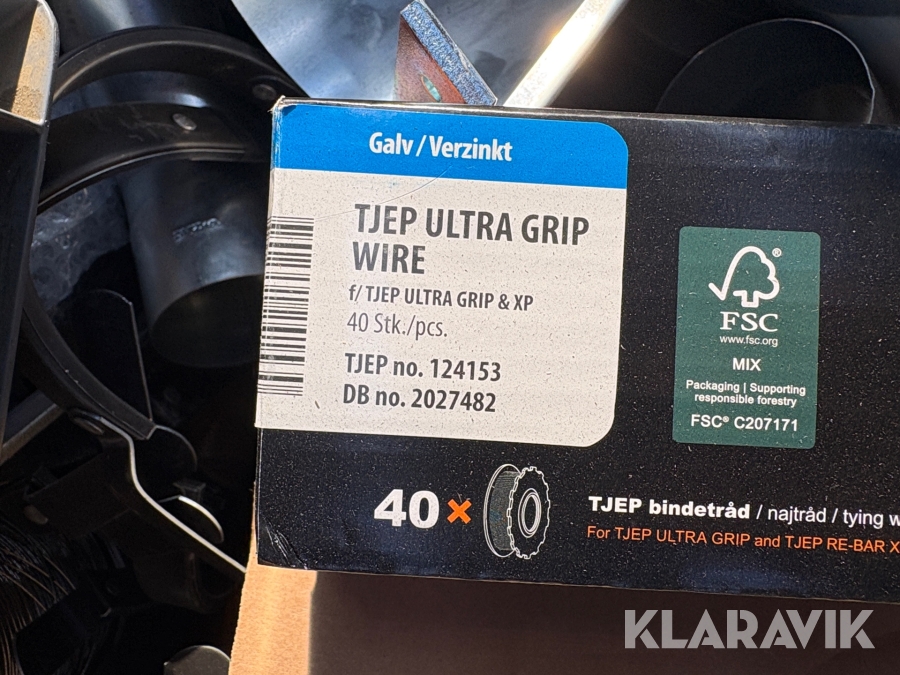 Galv / Verzinkt
TJEP ULTRA GRIP
WIRE
f/ TJEP ULTRA GRIP & XP
40 Stk./pcs.
TJEP no. 124153
DB no. 2027482
®
FSC
www.fsc.org
MIX
Packaging | Supporting
responsible forestry
FSC® C207171
40 x
TJEP bindetråd / najtråd / tying w
For TJEP ULTRA GRIP and TJEP RE-BAR X
KLARAVIK